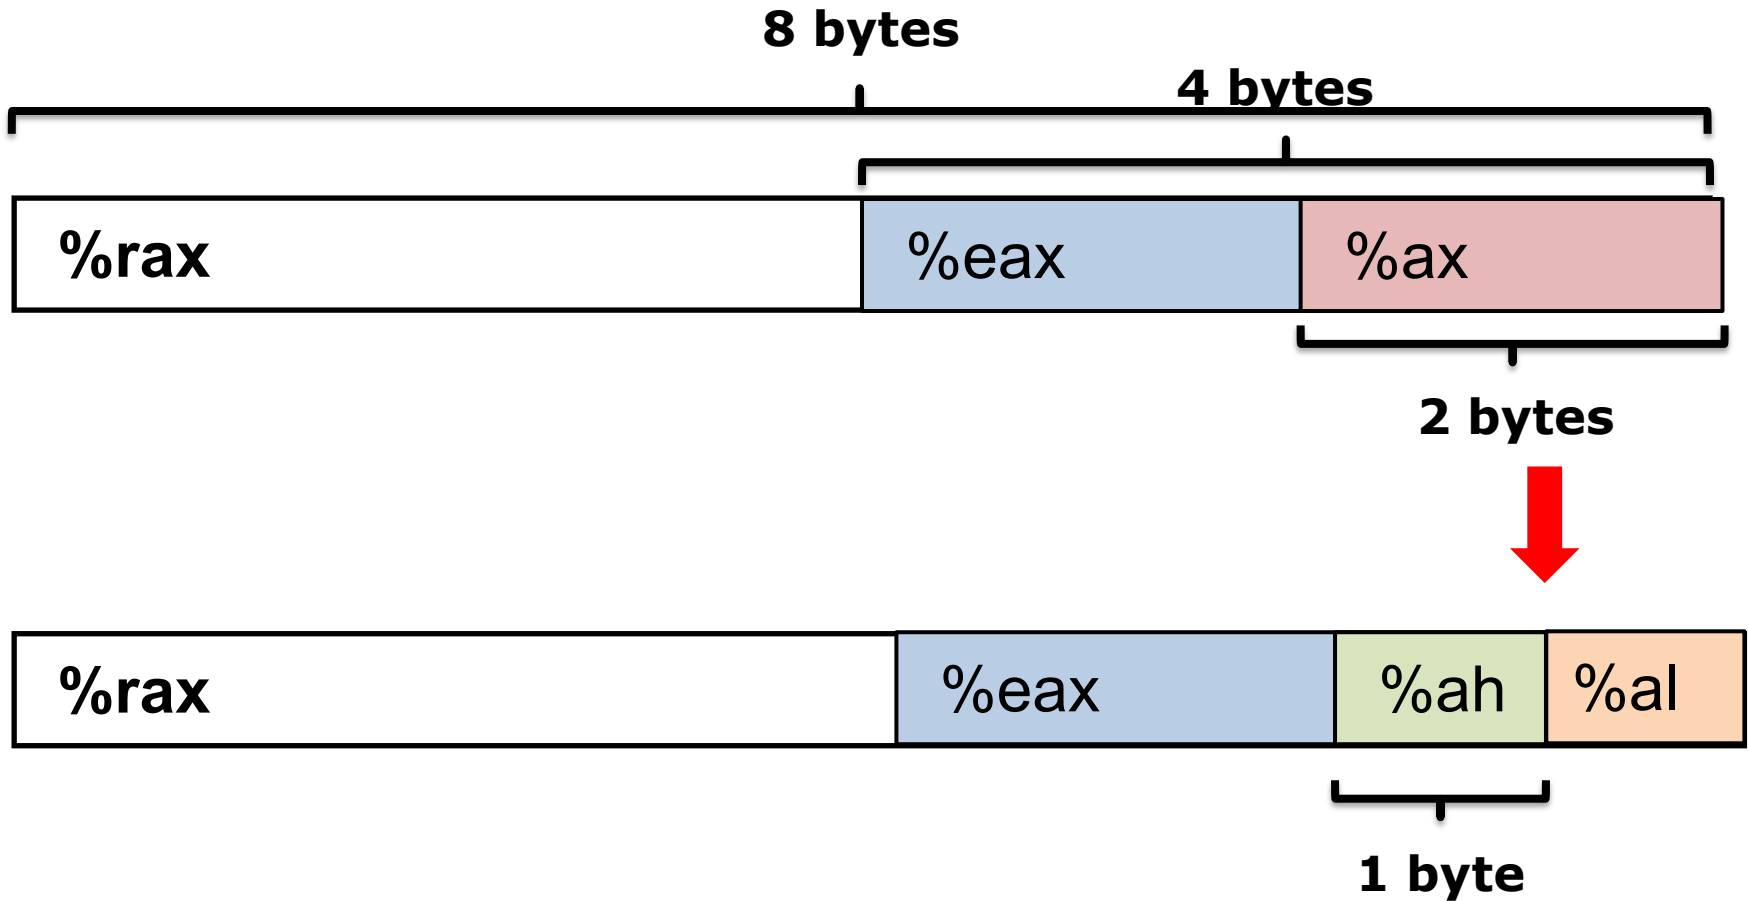 8 bytes
4 bytes
%rax %eax %ax
2 bytes
%rax %eax %ah %al
1 byte